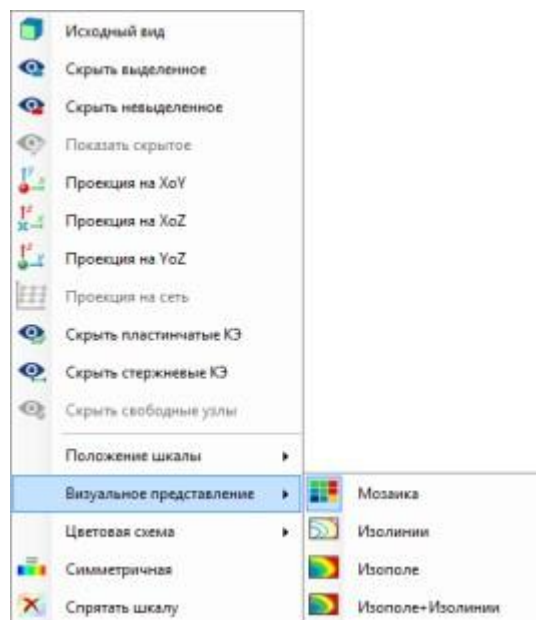 Исходный вид
Скрыть выделенное
Скрыть невыделенное
Показать скрытое
Проекция на XoY
Проекция на XoZ
Проекция на YoZ
Проекция на сеть
Скрыть пластинчатые КЭ
Скрыть стержневые КЭ
Скрыть свободные узлы
Положение шкалы
Визуальное представление
Мозаика
Цветовая схема
Изолинии
Симметричная
Изополе
Спрятать шкалу
Изополе+Изолинии